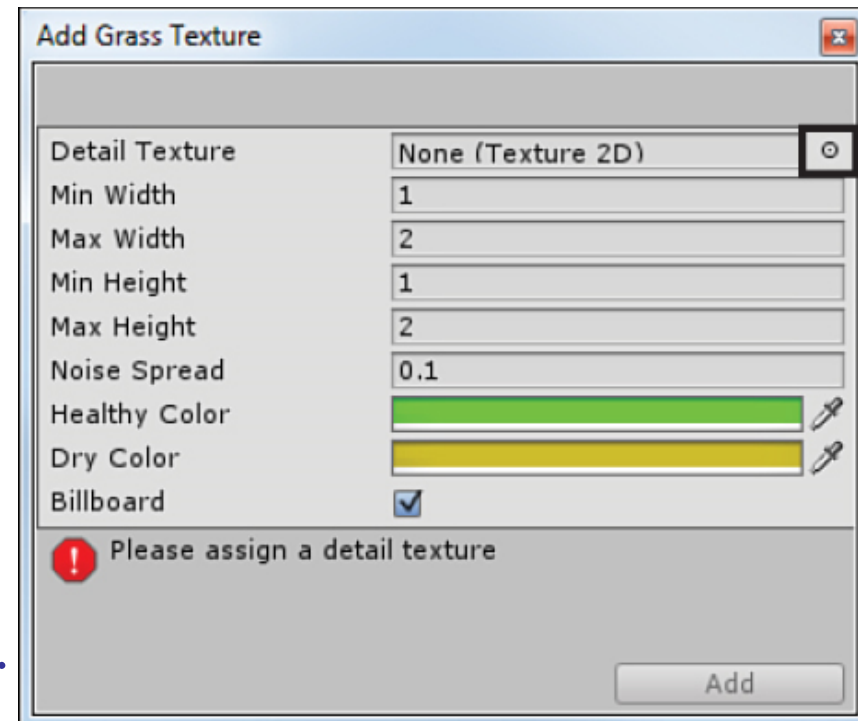 Add Grass Texture
Detail Texture None (Texture 2D)
Min Width 1
Max Width 2
Min Height 1
Max Height 2
Noise Spread 0.1
Healthy Color
Dry Color
Billboard
Please assign a detail texture
Add